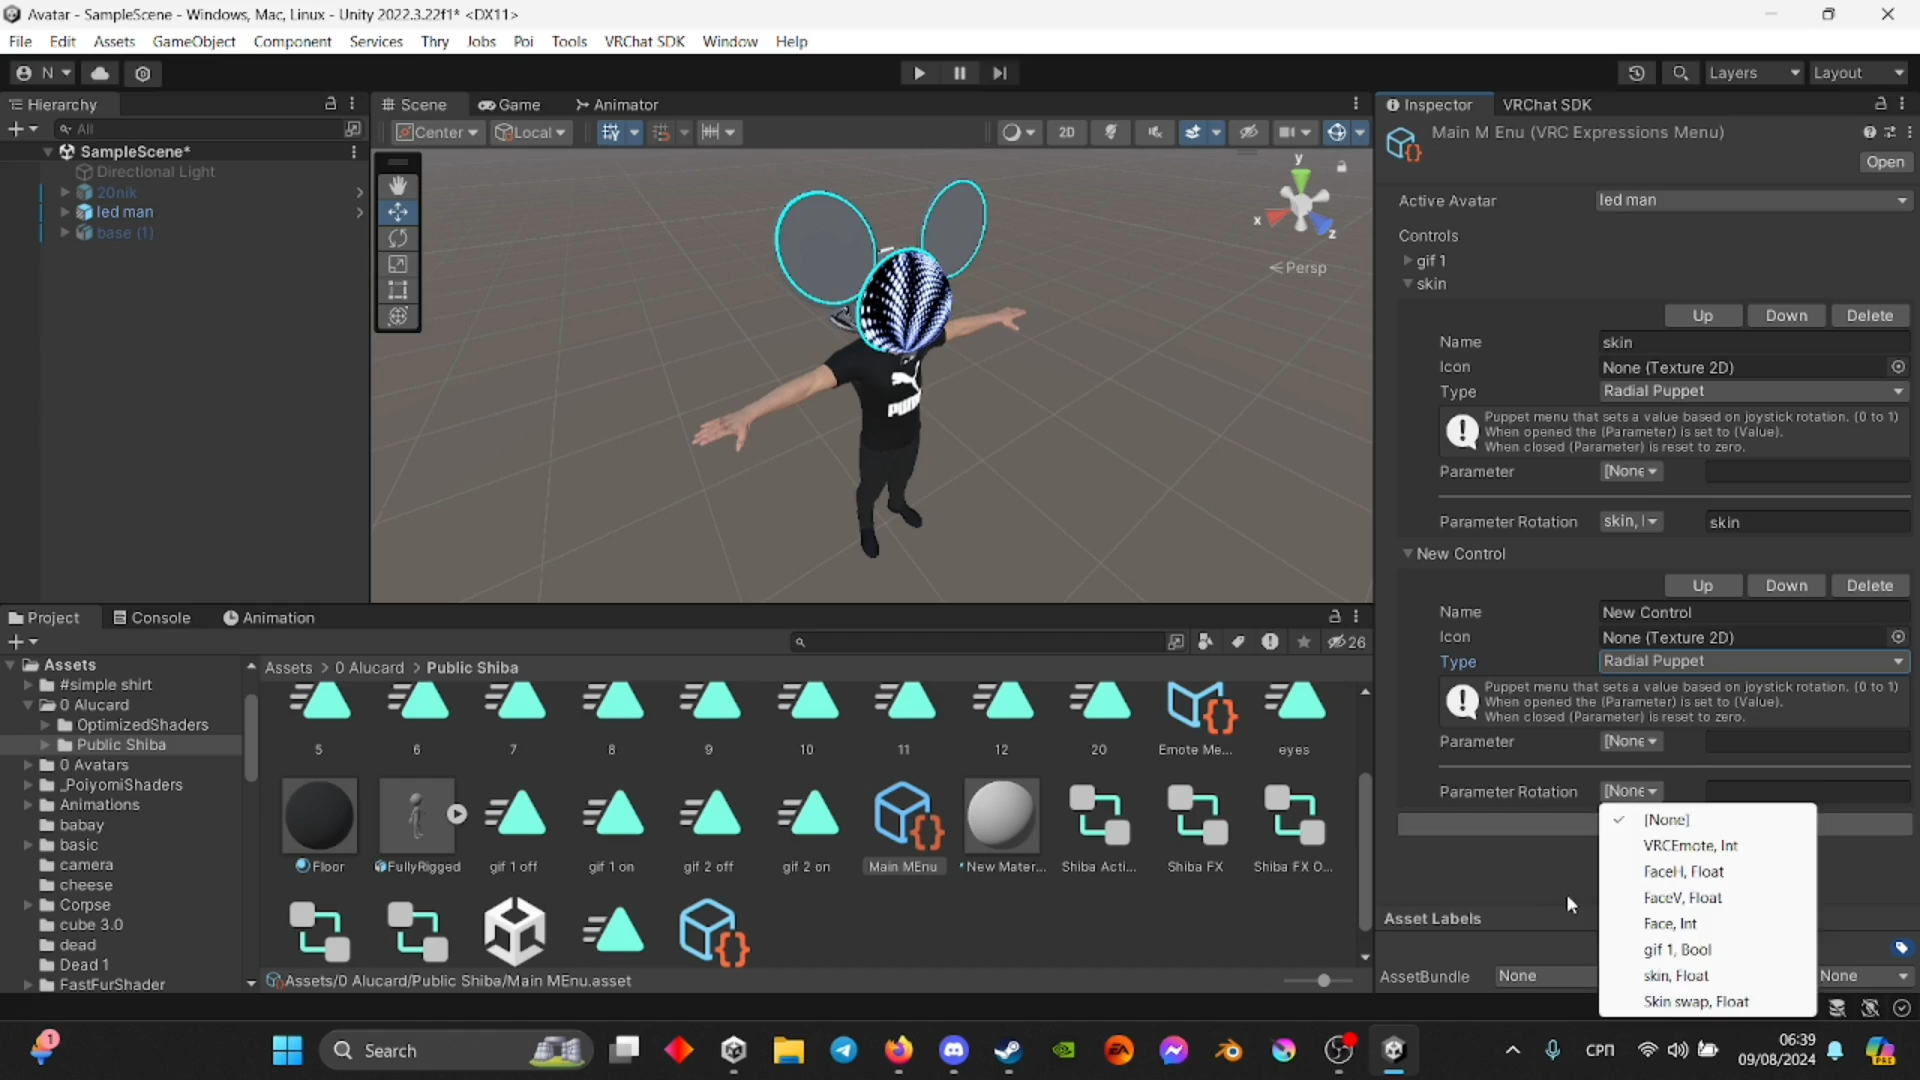 Avatar - SampleScene - Windows, Mac, Linux - Unity 2022.3.22f1* <DX11>
File Edit Assets GameObject Component Services Thry Jobs Poi Tools VRChat SDK Window Help
N Layers Layout
Hierarchy
All
SampleScene*
Directional Light
20nik
led man
base (1)
Scene Game Animator
Center Local 2D
y
x
z
Persp
PUMA
Inspector VRChat SDK
Main M Enu (VRC Expressions Menu)
Open
Active Avatar led man
Controls
gif 1
skin
Up Down Delete
Name skin
Icon None (Texture 2D)
Type Radial Puppet
Puppet menu that sets a value based on joystick rotation. (0 to 1)
When opened the (Parameter) is set to (Value).
When closed (Parameter) is reset to zero.
Parameter [None
Parameter Rotation skin, skin
New Control
Up Down Delete
Name New Control
Icon None (Texture 2D)
Type Radial Puppet
Puppet menu that sets a value based on joystick rotation. (0 to 1)
When opened the (Parameter) is set to (Value).
When closed (Parameter) is reset to zero.
Parameter [None
Parameter Rotation [None
[None]
VRCEmote, Int
FaceH, Float
FaceV, Float
Face, Int
gif 1, Bool
skin, Float
Skin swap, Float
Asset Labels
AssetBundle None None
Project Console Animation
26
Assets
#simple shirt
0 Alucard
OptimizedShaders
Public Shiba
0 Avatars
_PoiyomiShaders
Animations
babay
basic
camera
cheese
Corpse
cube 3.0
dead
Dead 1
FastFurShader
Assets > 0 Alucard > Public Shiba
5 6 7 8 9 10 11 12 20 Emote Me... eyes
Floor FullyRigged gif 1 off gif 1 on gif 2 off gif 2 on Main MEnu New Mater... Shiba Acti... Shiba FX Shiba FX O...
Assets/0 Alucard/Public Shiba/Main MEnu.asset
1
Search
EA
СРП
06:39
09/08/2024
PRE